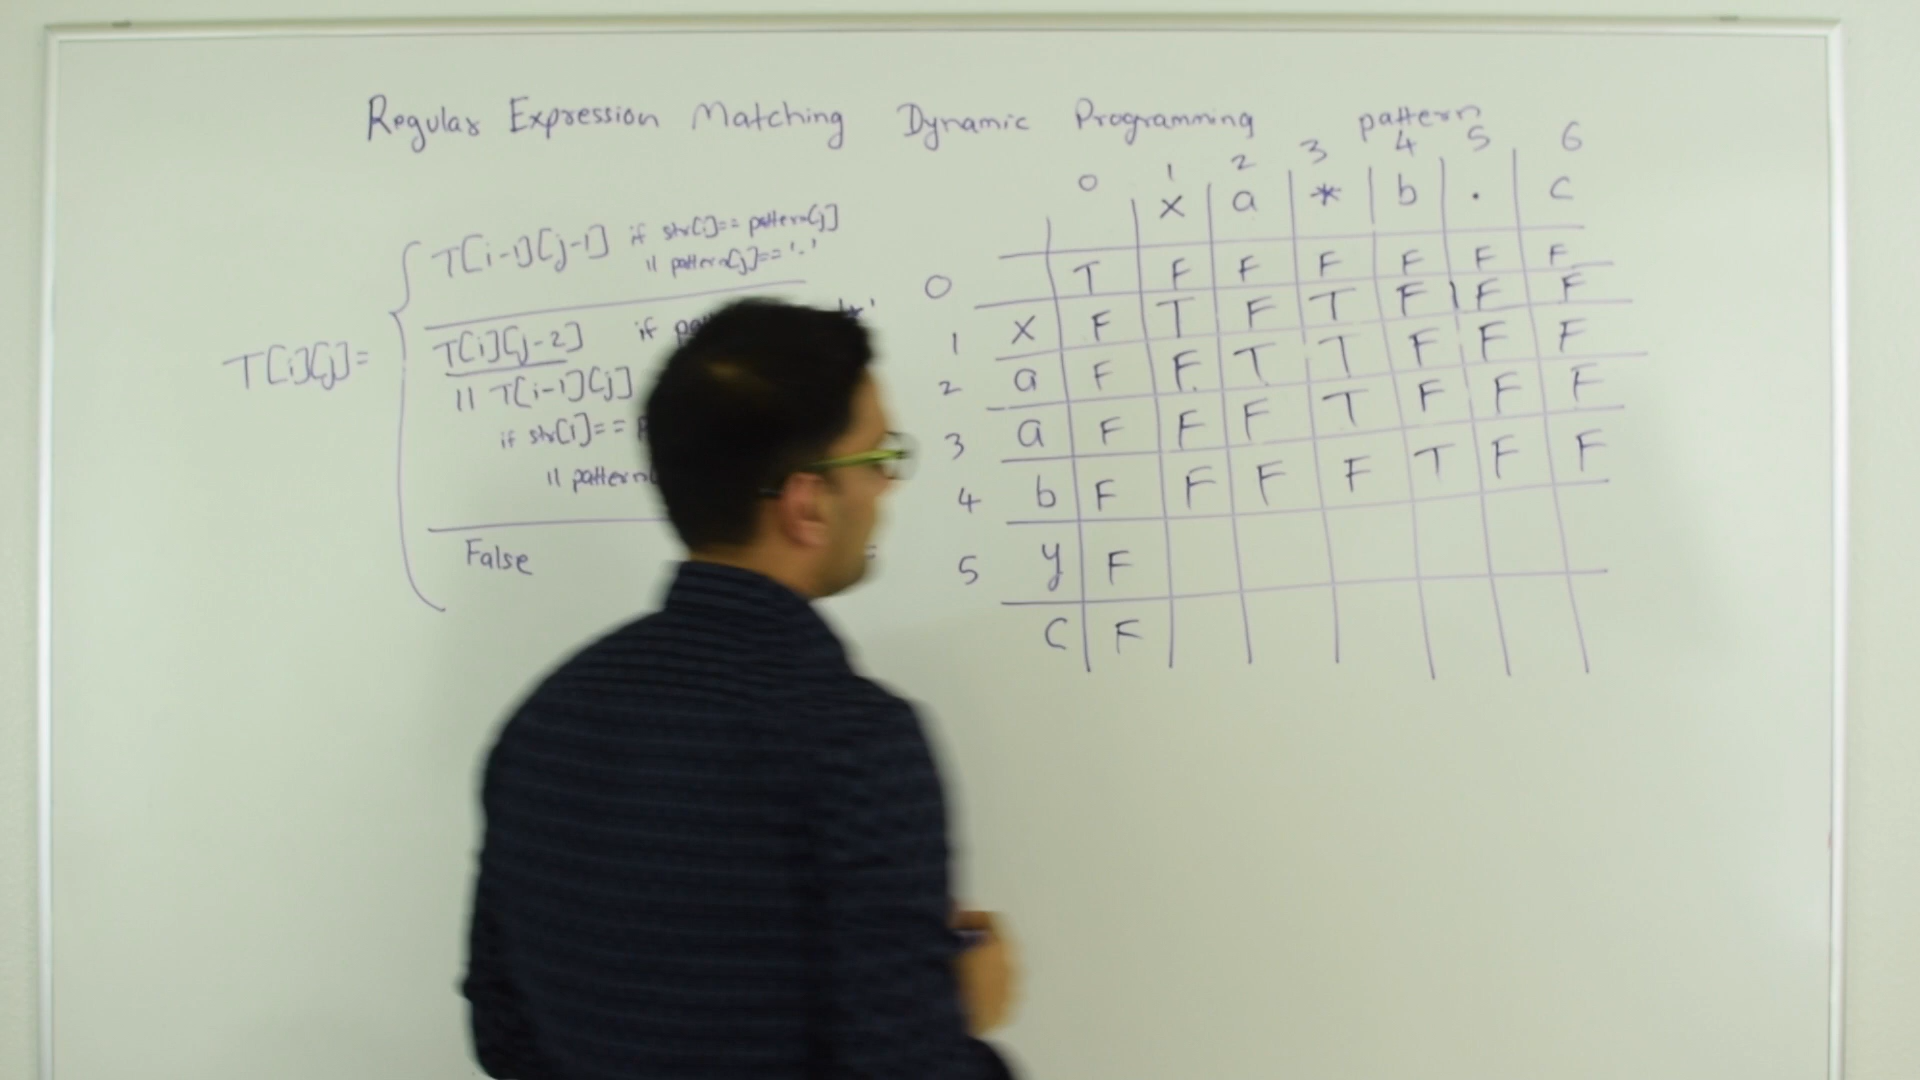 Regular Expression Matching Dynamic Programming pattern
0 1 2 3 4 5 6
x a * b . c
T[i][j]=
T[i-1][j-1] if str[i]== pattern[j]
|| pattern[j]=='.'
T[i][j-2] if
|| T[i-1][j]
if str[i]==
|| pattern
False
0 T F F F F F F
1 x F T F T F F F
2 a F F T T F F F
3 a F F F T F F F
4 b F F F F T F F
5 y F
c F